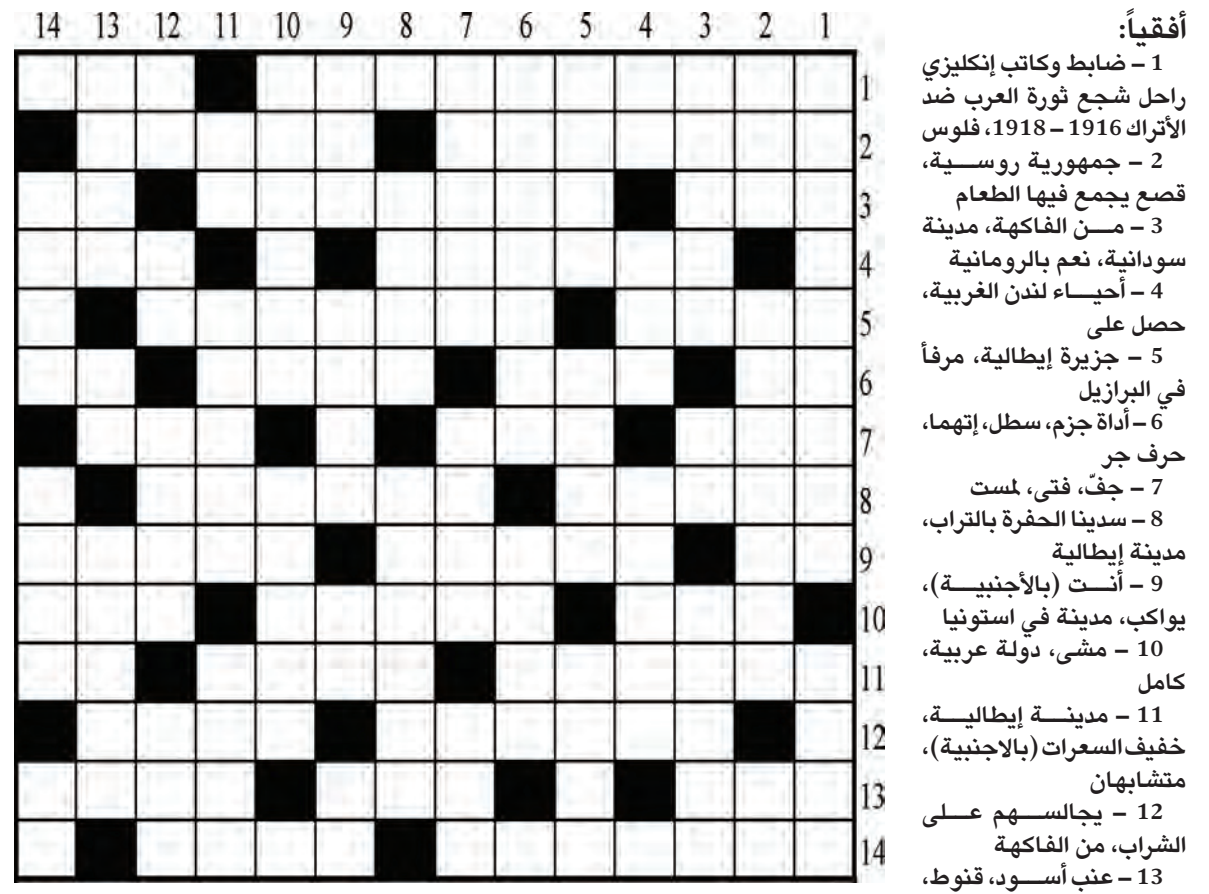 14 13 12 11 10 9 8 7 6 5 4 3 2 1
1
2
3
4
5
6
7
8
9
10
11
12
13
14
أفقياً:
1 – ضابط وكاتب إنكليزي
راحل شجع ثورة العرب ضد
الأتراك 1916 – 1918، فلوس
2 – جمهورية روسية،
قصع يجمع فيها الطعام
3 – من الفاكهة، مدينة
سودانية، نعم بالرومانية
4 – أحياء لندن الغربية،
حصل على
5 – جزيرة إيطالية، مرفأ
في البرازيل
6 – أداة جزم، سطل، إتهما،
حرف جر
7 – جفّ، فتى، لمست
8 – سدينا الحفرة بالتراب،
مدينة إيطالية
9 – أنت (بالأجنبية)،
يواكب، مدينة في استونيا
10 – مشى، دولة عربية،
كامل
11 – مدينة إيطالية،
خفيف السعرات (بالاجنبية)،
متشابهان
12 – يجالسهم على
الشراب، من الفاكهة
13 – عنب أسود، قنوط،